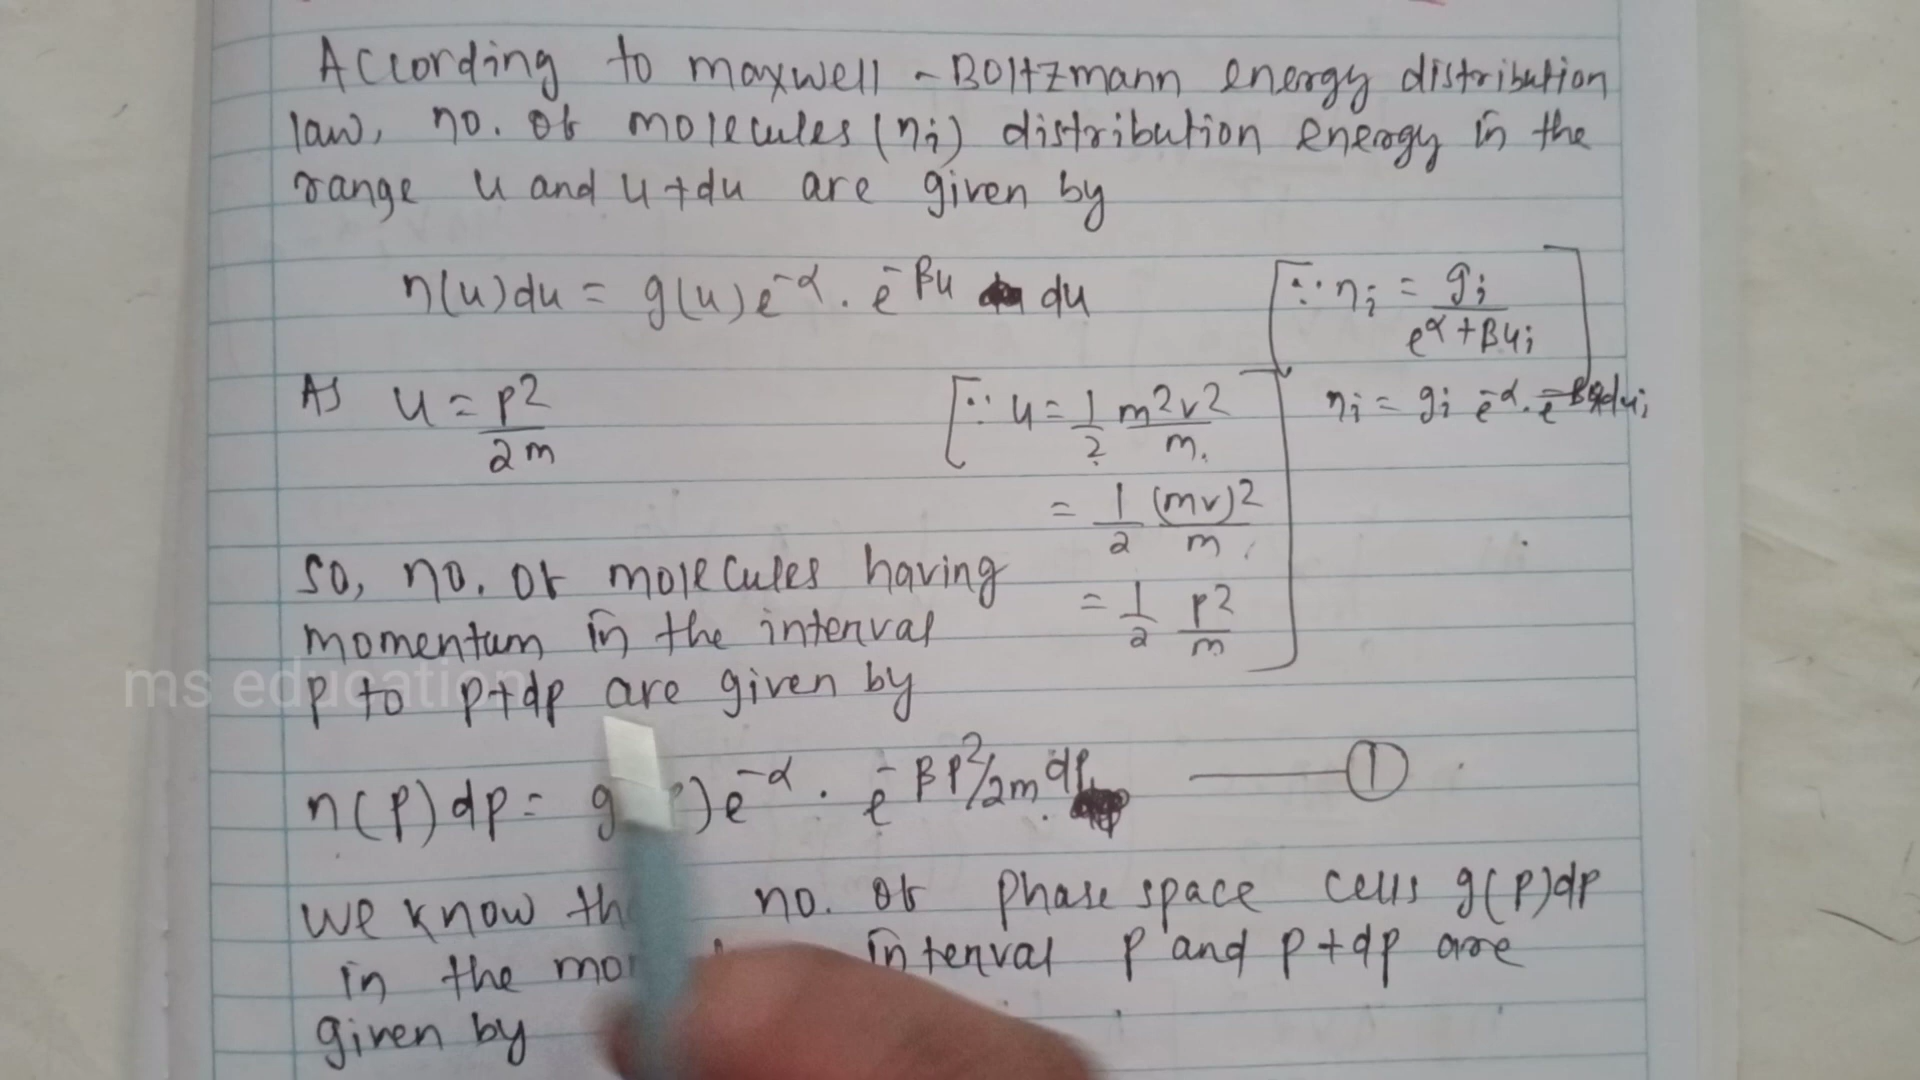 According to maxwell - Boltzmann energy distribution
law, no. of molecules (ni) distribution energy in the
range u and u+du are given by
n(u)du = g(u)e^-α . e^-βu du
[∵ ni = gi / e^α+βui]
ni = gi e^-α . e^-β
As u = p2 / 2m
[∵ u = 1/2 m2v2 / m.
= 1/2 (mv)2 / m
= 1/2 p2 / m]
So, no. of molecules having
momentum in the interval
p to p+dp are given by
ms education
n(p)dp = g )e^-α . e^-βp^2/2m dp —— ①
we know no. of phase space cells g(p)dp
in the interval p and p+dp are
given by